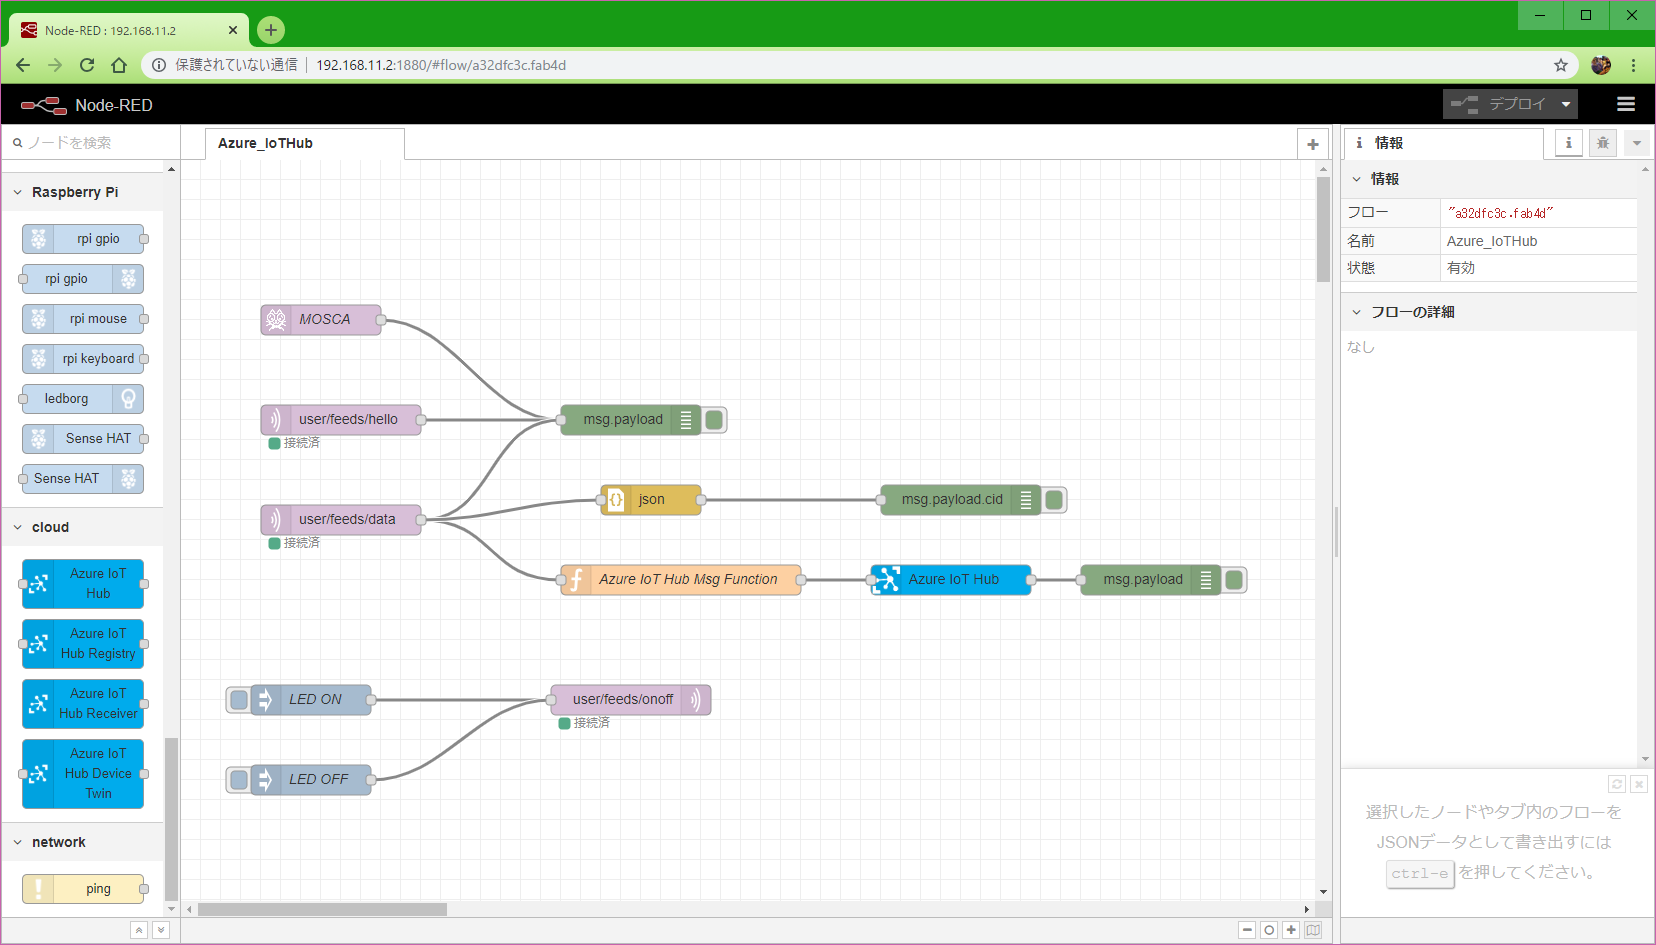 Node-RED : 192.168.11.2
保護されていない通信 192.168.11.2:1880/#flow/a32dfc3c.fab4d
Node-RED
デプロイ
ノードを検索
Raspberry Pi
rpi gpio
rpi gpio
rpi mouse
rpi keyboard
ledborg
Sense HAT
Sense HAT
cloud
Azure IoT
Hub
Azure IoT
Hub Registry
Azure IoT
Hub Receiver
Azure IoT
Hub Device
Twin
network
ping
Azure_IoTHub
MOSCA
user/feeds/hello
接続済
msg.payload
json
msg.payload.cid
user/feeds/data
接続済
Azure IoT Hub Msg Function
Azure IoT Hub
msg.payload
LED ON
user/feeds/onoff
接続済
LED OFF
情報
情報
フロー "a32dfc3c.fab4d"
名前 Azure_IoTHub
状態 有効
フローの詳細
なし
選択したノードやタブ内のフローを
JSONデータとして書き出すには
ctrl-e を押してください。